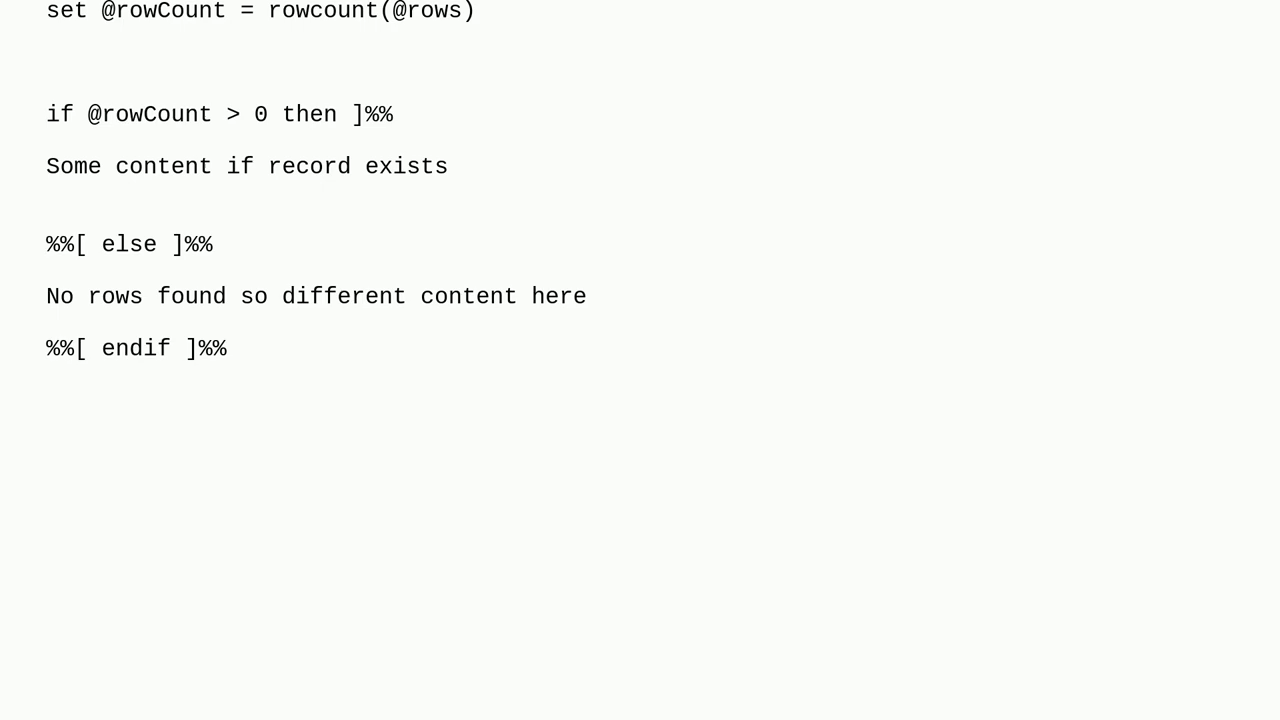 set @rowCount = rowcount(@rows)
if @rowCount > 0 then ]%%
Some content if record exists
%%[ else ]%%
No rows found so different content here
%%[ endif ]%%